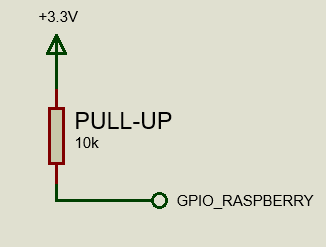 +3.3V
PULL-UP
10k
GPIO_RASPBERRY